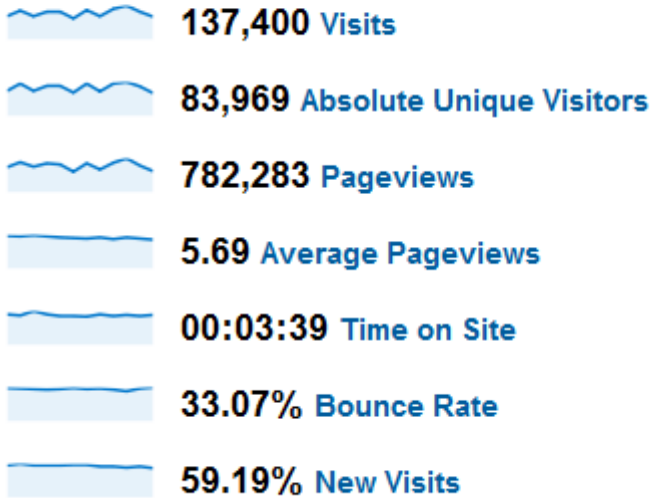 137,400 Visits
83,969 Absolute Unique Visitors
782,283 Pageviews
5.69 Average Pageviews
00:03:39 Time on Site
33.07% Bounce Rate
59.19% New Visits